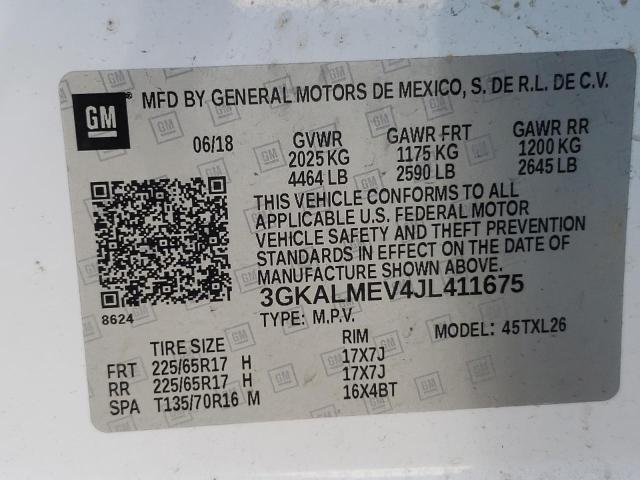 GM MFD BY GENERAL MOTORS DE MEXICO, S. DE R.L. DE C.V.
06/18 GVWR GAWR FRT GAWR RR
2025 KG 1175 KG 1200 KG
4464 LB 2590 LB 2645 LB
THIS VEHICLE CONFORMS TO ALL
APPLICABLE U.S. FEDERAL MOTOR
VEHICLE SAFETY AND THEFT PREVENTION
STANDARDS IN EFFECT ON THE DATE OF
MANUFACTURE SHOWN ABOVE.
3GKALMEV4JL411675
8624
TYPE: M.P.V. MODEL: 45TXL26
TIRE SIZE RIM
FRT 225/65R17 H 17X7J
RR 225/65R17 H 17X7J
SPA T135/70R16 M 16X4BT